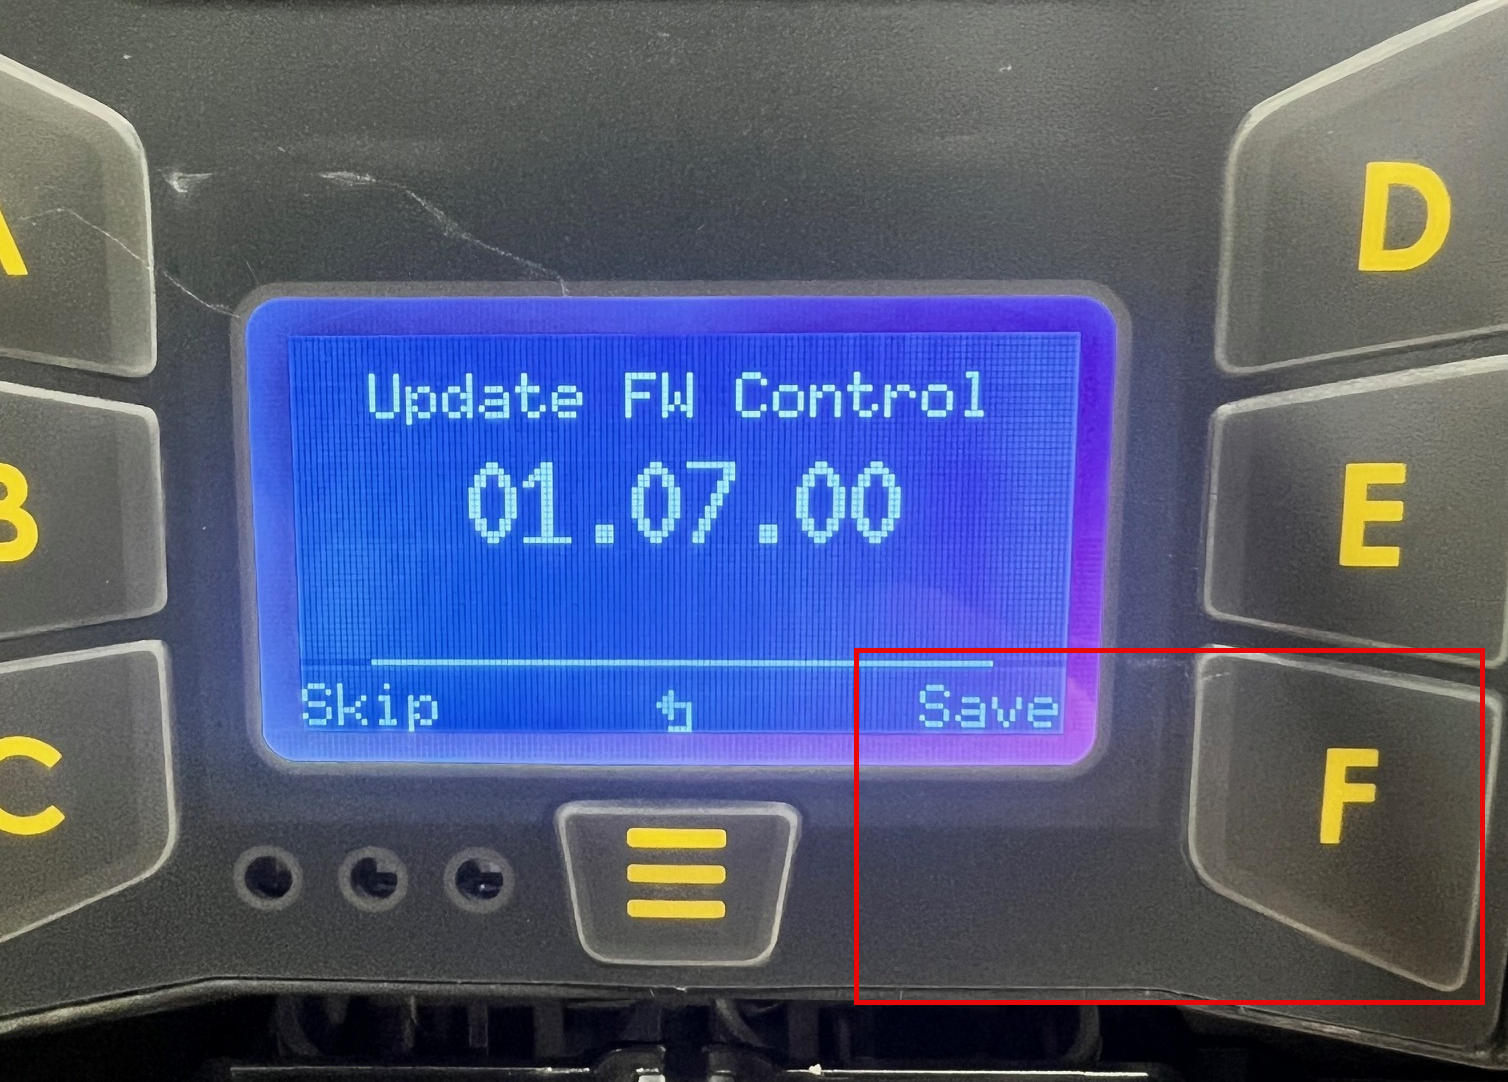 A
D
Update FW Control
01.07.00
B
E
Skip
Save
C
F